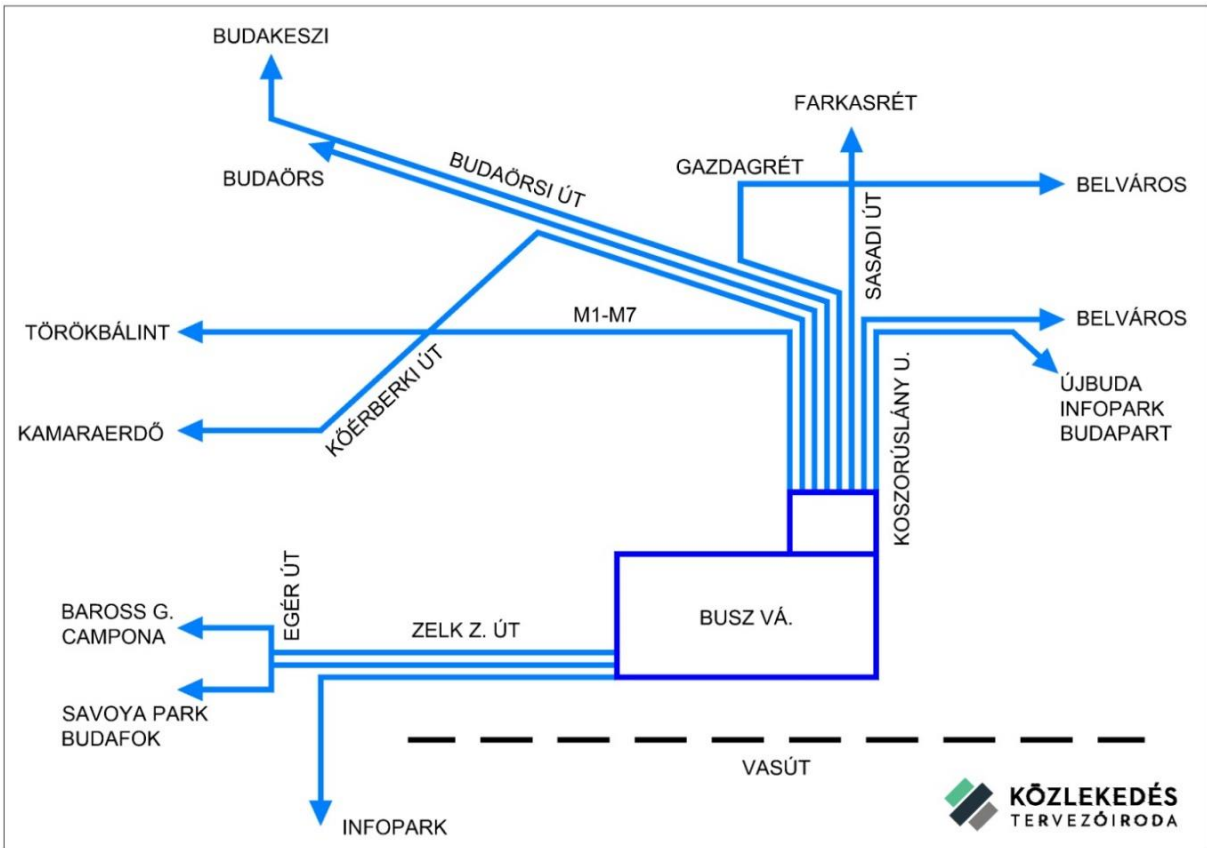 BUDAKESZI
FARKASRÉT
BUDAÖRS
BUDAÖRSI ÚT
GAZDAGRÉT
BELVÁROS
SASADI ÚT
M1-M7
BELVÁROS
TÖRÖKBÁLINT
KŐÉRBERKI ÚT
KOSZORÚSLÁNY U.
ÚJBUDA
INFOPARK
BUDAPART
KAMARAERDŐ
EGÉR ÚT
BAROSS G.
CAMPONA
ZELK Z. ÚT
BUSZ VÁ.
SAVOYA PARK
BUDAFOK
VASÚT
INFOPARK
KÖZLEKEDÉS
TERVEZŐIRODA